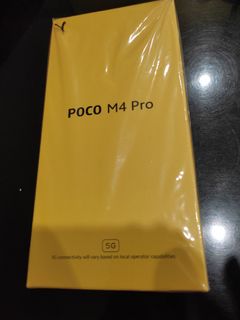 POCO M4 Pro
5G
5G connectivity will vary based on local operator capabilities.